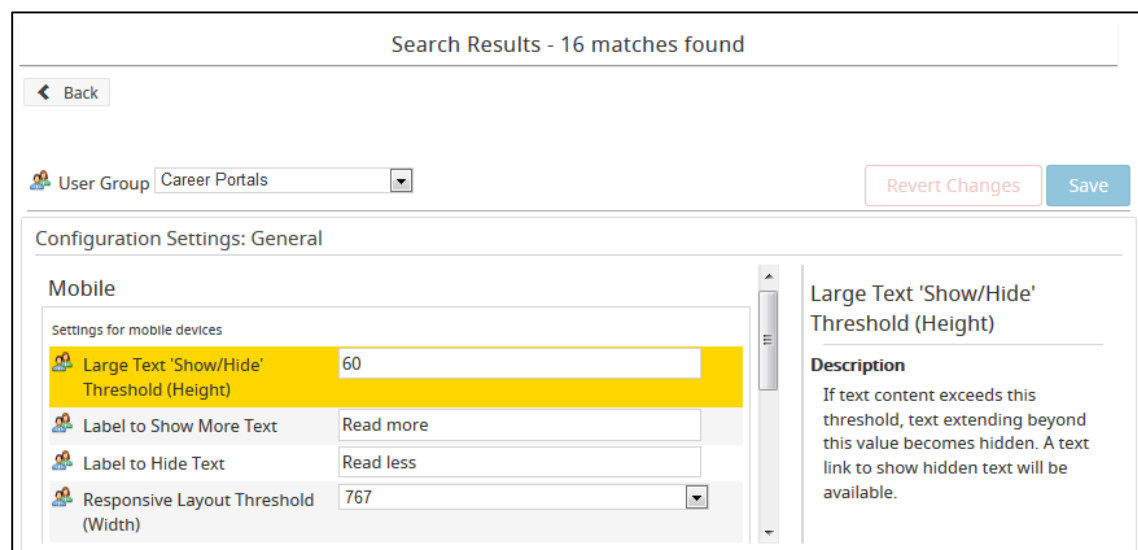 Search Results - 16 matches found
Back
User Group Career Portals
Revert Changes Save
Configuration Settings: General
Mobile
Settings for mobile devices
Large Text 'Show/Hide'
Threshold (Height)
60
Label to Show More Text Read more
Label to Hide Text Read less
Responsive Layout Threshold
(Width)
767
Large Text 'Show/Hide'
Threshold (Height)
Description
If text content exceeds this
threshold, text extending beyond
this value becomes hidden. A text
link to show hidden text will be
available.